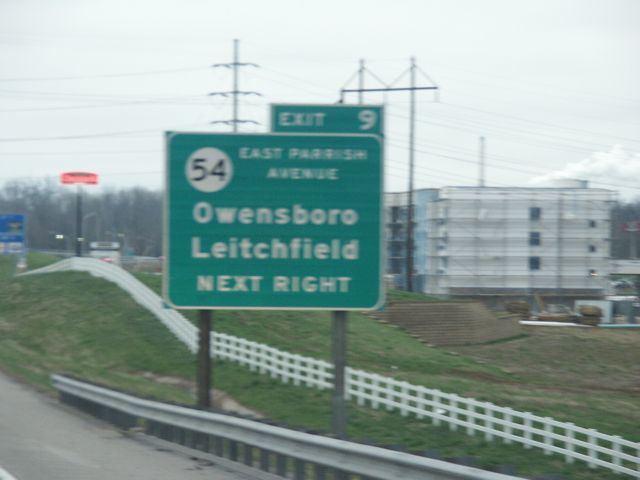 EXIT 9
54 EAST PARRISH
AVENUE
Owensboro
Leitchfield
NEXT RIGHT